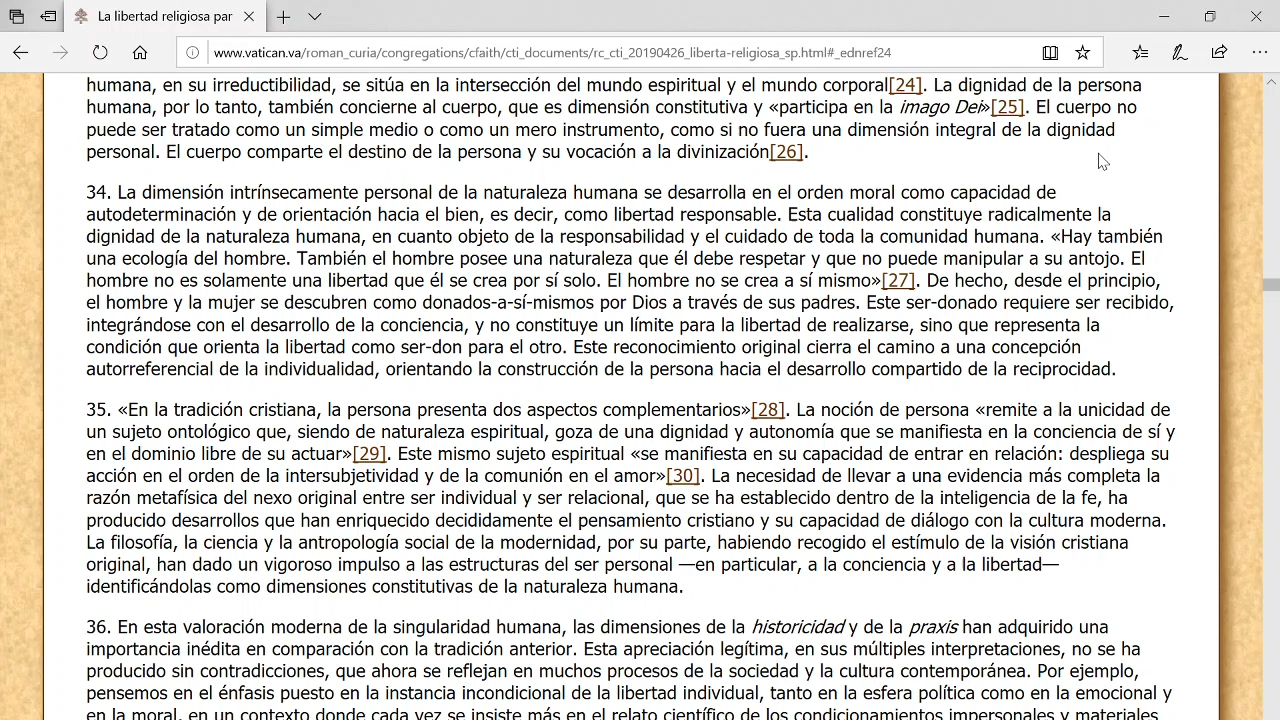 La libertad religiosa par
www.vatican.va/roman_curia/congregations/cfaith/cti_documents/rc_cti_20190426_liberta-religiosa_sp.html#_ednref24
humana, en su irreductibilidad, se sitúa en la intersección del mundo espiritual y el mundo corporal[24]. La dignidad de la persona
humana, por lo tanto, también concierne al cuerpo, que es dimensión constitutiva y «participa en la imago Dei»[25]. El cuerpo no
puede ser tratado como un simple medio o como un mero instrumento, como si no fuera una dimensión integral de la dignidad
personal. El cuerpo comparte el destino de la persona y su vocación a la divinización[26].
34. La dimensión intrínsecamente personal de la naturaleza humana se desarrolla en el orden moral como capacidad de
autodeterminación y de orientación hacia el bien, es decir, como libertad responsable. Esta cualidad constituye radicalmente la
dignidad de la naturaleza humana, en cuanto objeto de la responsabilidad y el cuidado de toda la comunidad humana. «Hay también
una ecología del hombre. También el hombre posee una naturaleza que él debe respetar y que no puede manipular a su antojo. El
hombre no es solamente una libertad que él se crea por sí solo. El hombre no se crea a sí mismo»[27]. De hecho, desde el principio,
el hombre y la mujer se descubren como donados-a-sí-mismos por Dios a través de sus padres. Este ser-donado requiere ser recibido,
integrándose con el desarrollo de la conciencia, y no constituye un límite para la libertad de realizarse, sino que representa la
condición que orienta la libertad como ser-don para el otro. Este reconocimiento original cierra el camino a una concepción
autorreferencial de la individualidad, orientando la construcción de la persona hacia el desarrollo compartido de la reciprocidad.
35. «En la tradición cristiana, la persona presenta dos aspectos complementarios»[28]. La noción de persona «remite a la unicidad de
un sujeto ontológico que, siendo de naturaleza espiritual, goza de una dignidad y autonomía que se manifiesta en la conciencia de sí y
en el dominio libre de su actuar»[29]. Este mismo sujeto espiritual «se manifiesta en su capacidad de entrar en relación: despliega su
acción en el orden de la intersubjetividad y de la comunión en el amor»[30]. La necesidad de llevar a una evidencia más completa la
razón metafísica del nexo original entre ser individual y ser relacional, que se ha establecido dentro de la inteligencia de la fe, ha
producido desarrollos que han enriquecido decididamente el pensamiento cristiano y su capacidad de diálogo con la cultura moderna.
La filosofía, la ciencia y la antropología social de la modernidad, por su parte, habiendo recogido el estímulo de la visión cristiana
original, han dado un vigoroso impulso a las estructuras del ser personal —en particular, a la conciencia y a la libertad—
identificándolas como dimensiones constitutivas de la naturaleza humana.
36. En esta valoración moderna de la singularidad humana, las dimensiones de la historicidad y de la praxis han adquirido una
importancia inédita en comparación con la tradición anterior. Esta apreciación legítima, en sus múltiples interpretaciones, no se ha
producido sin contradicciones, que ahora se reflejan en muchos procesos de la sociedad y la cultura contemporánea. Por ejemplo,
pensemos en el énfasis puesto en la instancia incondicional de la libertad individual, tanto en la esfera política como en la emocional y
en la moral, en un contexto donde cada vez se insiste más en el relato científico de los condicionamientos impersonales y materiales